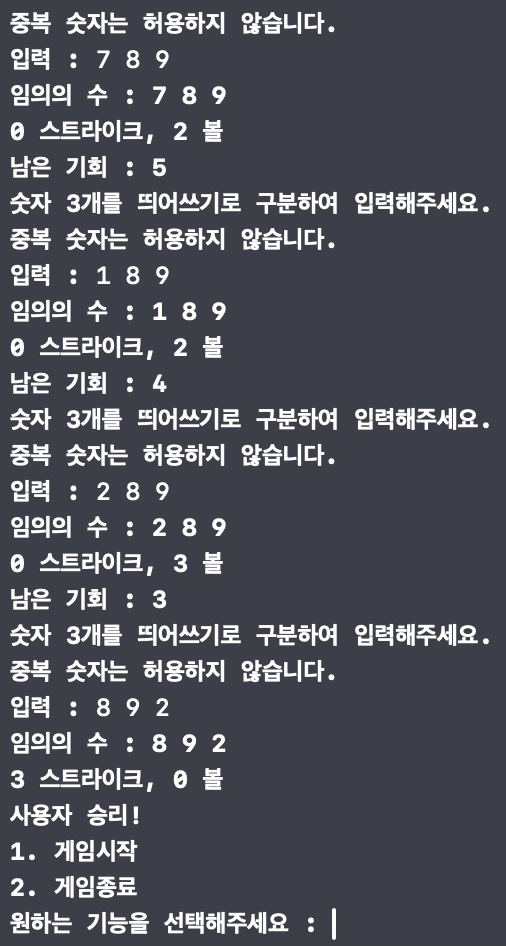 중복 숫자는 허용하지 않습니다.
입력 : 7 8 9
임의의 수 : 7 8 9
0 스트라이크, 2 볼
남은 기회 : 5
숫자 3개를 띄어쓰기로 구분하여 입력해주세요.
중복 숫자는 허용하지 않습니다.
입력 : 1 8 9
임의의 수 : 1 8 9
0 스트라이크, 2 볼
남은 기회 : 4
숫자 3개를 띄어쓰기로 구분하여 입력해주세요.
중복 숫자는 허용하지 않습니다.
입력 : 2 8 9
임의의 수 : 2 8 9
0 스트라이크, 3 볼
남은 기회 : 3
숫자 3개를 띄어쓰기로 구분하여 입력해주세요.
중복 숫자는 허용하지 않습니다.
입력 : 8 9 2
임의의 수 : 8 9 2
3 스트라이크, 0 볼
사용자 승리!
1. 게임시작
2. 게임종료
원하는 기능을 선택해주세요 :